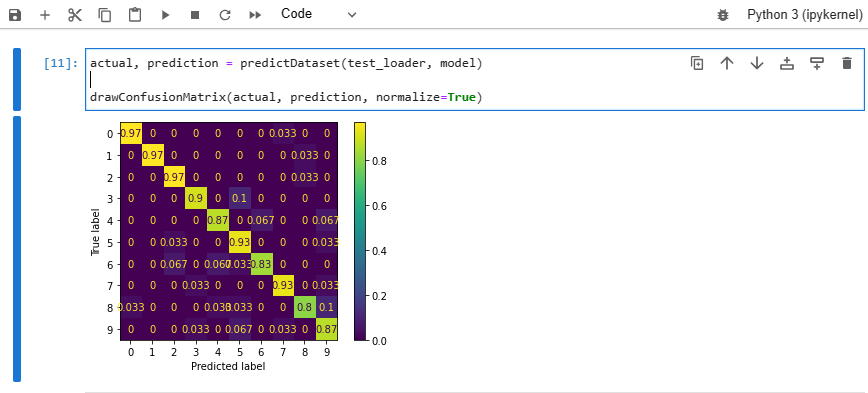 Code
Python 3 (ipykernel)
[11]:
actual, prediction = predictDataset(test_loader, model)
drawConfusionMatrix(actual, prediction, normalize=True)
0 0.97 0 0 0 0 0 0 0.033 0 0
1 0 0.97 0 0 0 0 0 0 0.033 0
2 0 0 0.97 0 0 0 0 0 0.033 0
3 0 0 0 0.9 0 0.1 0 0 0 0
4 0 0 0 0 0.87 0 0.067 0 0 0.067
5 0 0 0.033 0 0 0.93 0 0 0 0.033
6 0 0 0.067 0 0.067 0.033 0.83 0 0 0
7 0 0 0 0.033 0 0 0 0.93 0 0.033
8 0.033 0 0 0 0.033 0.033 0 0 0.8 0.1
9 0 0 0 0.033 0 0.067 0 0.033 0 0.87
0 1 2 3 4 5 6 7 8 9
True label
Predicted label
0.8
0.6
0.4
0.2
0.0